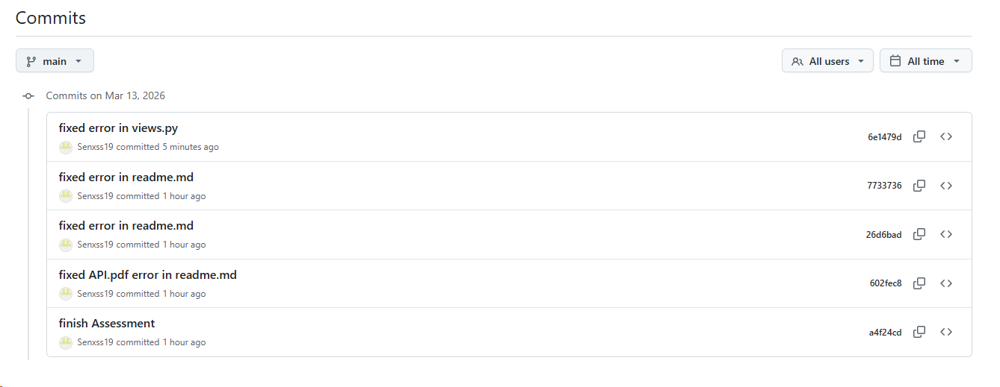 Commits
main
All users
All time
Commits on Mar 13, 2026
fixed error in views.py
Senxss19 committed 5 minutes ago
6e1479d
fixed error in readme.md
Senxss19 committed 1 hour ago
7733736
fixed error in readme.md
Senxss19 committed 1 hour ago
26d6bad
fixed API.pdf error in readme.md
Senxss19 committed 1 hour ago
602fec8
finish Assessment
Senxss19 committed 1 hour ago
a4f24cd